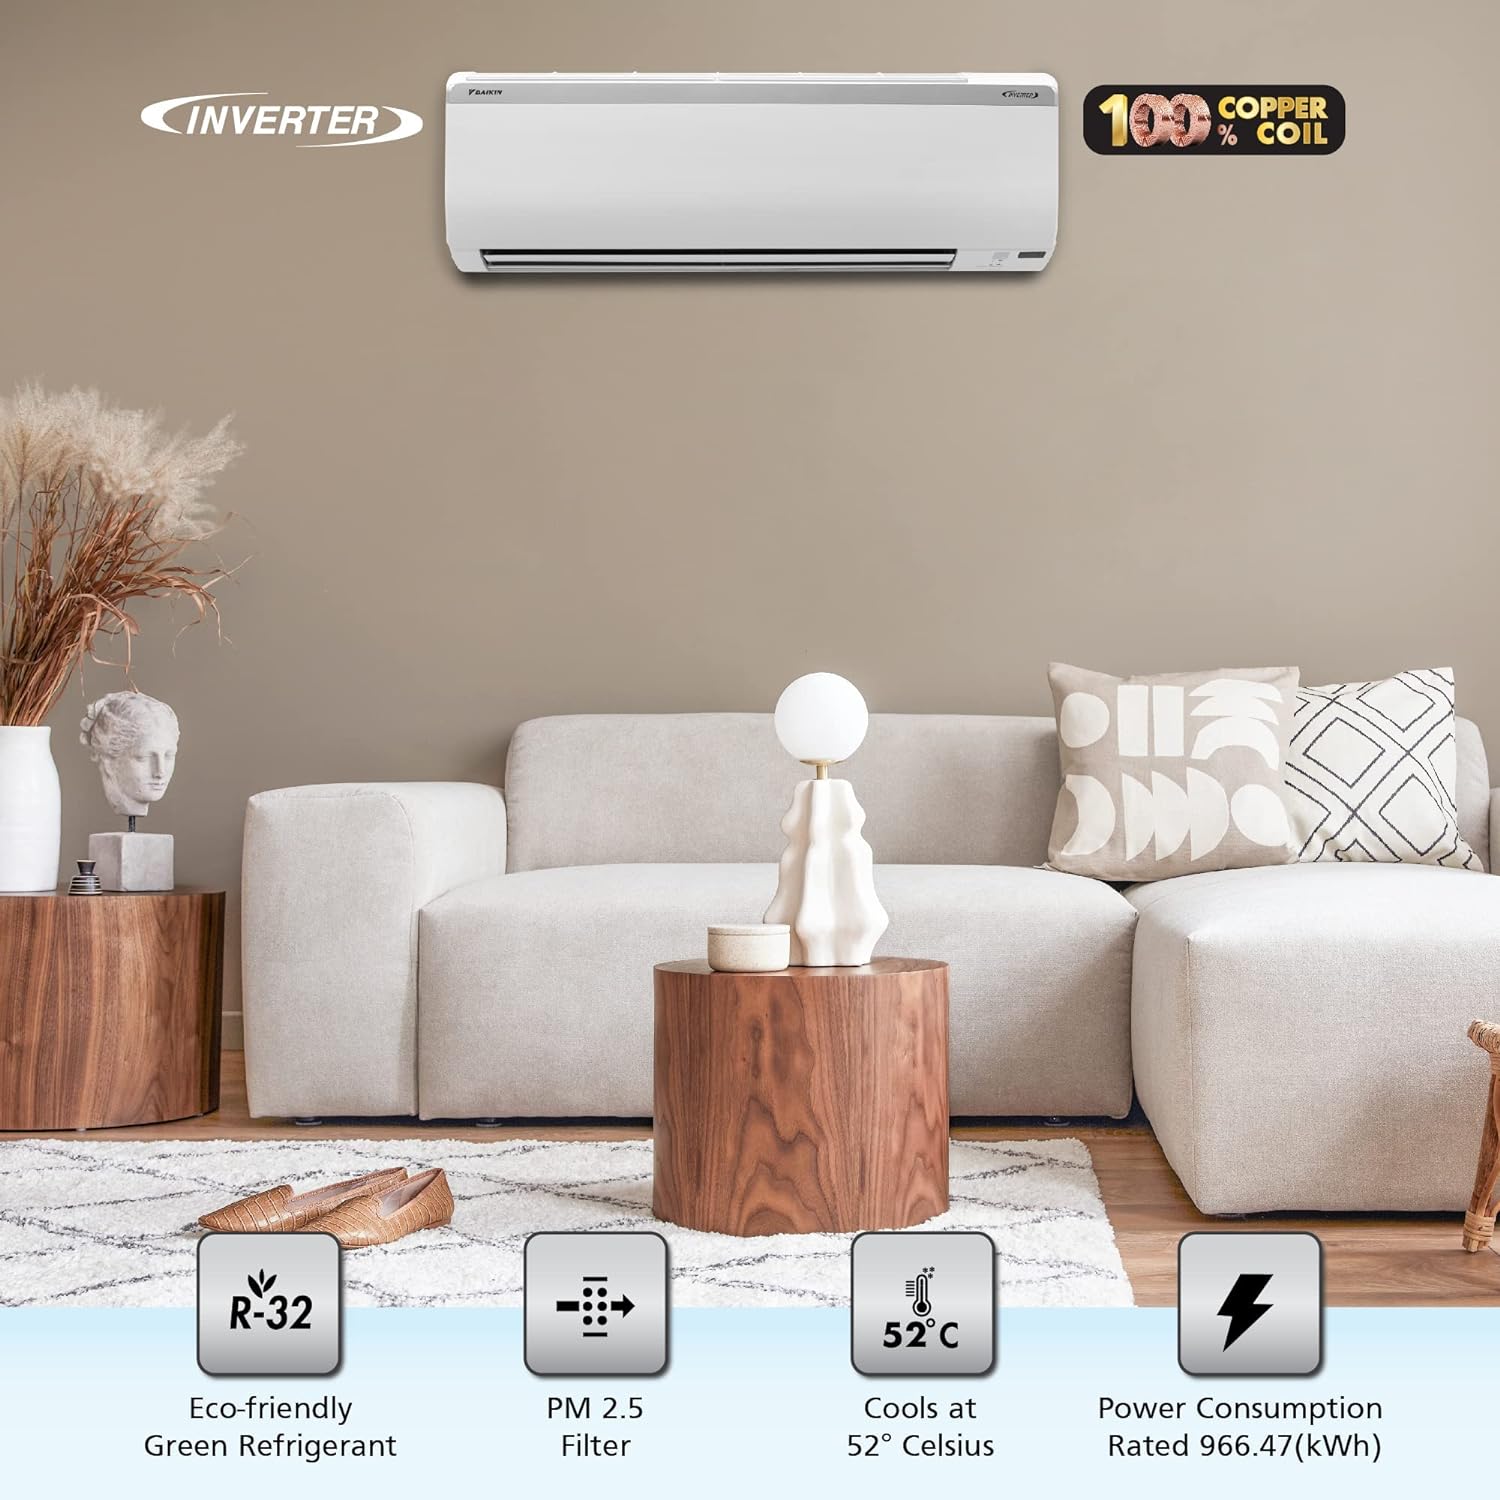 INVERTER
DAIKIN
INVERTER
100% COPPER
COIL
R-32
52°C
Eco-friendly
Green Refrigerant
PM 2.5
Filter
Cools at
52° Celsius
Power Consumption
Rated 966.47(kWh)